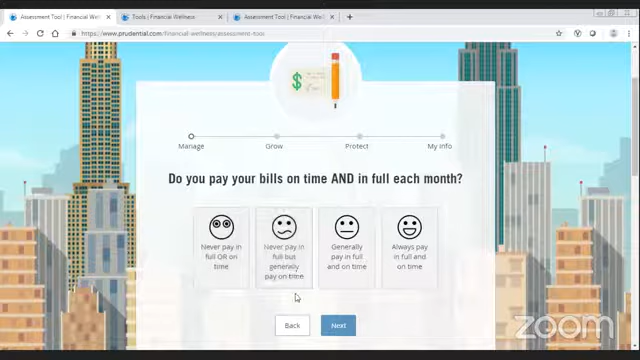 Assessment Tool | Financial Well
Tools | Financial Wellness
Assessment Tool | Financial Well
https://www.prudential.com/financial-wellness/assessment-tool
$
Manage
Grow
Protect
My Info
Do you pay your bills on time AND in full each month?
Never pay in
full OR on
time
Never pay in
full but
generally
pay on time
Generally
pay in full
and on time
Always pay
in full and
on time
Back
Next
zoom